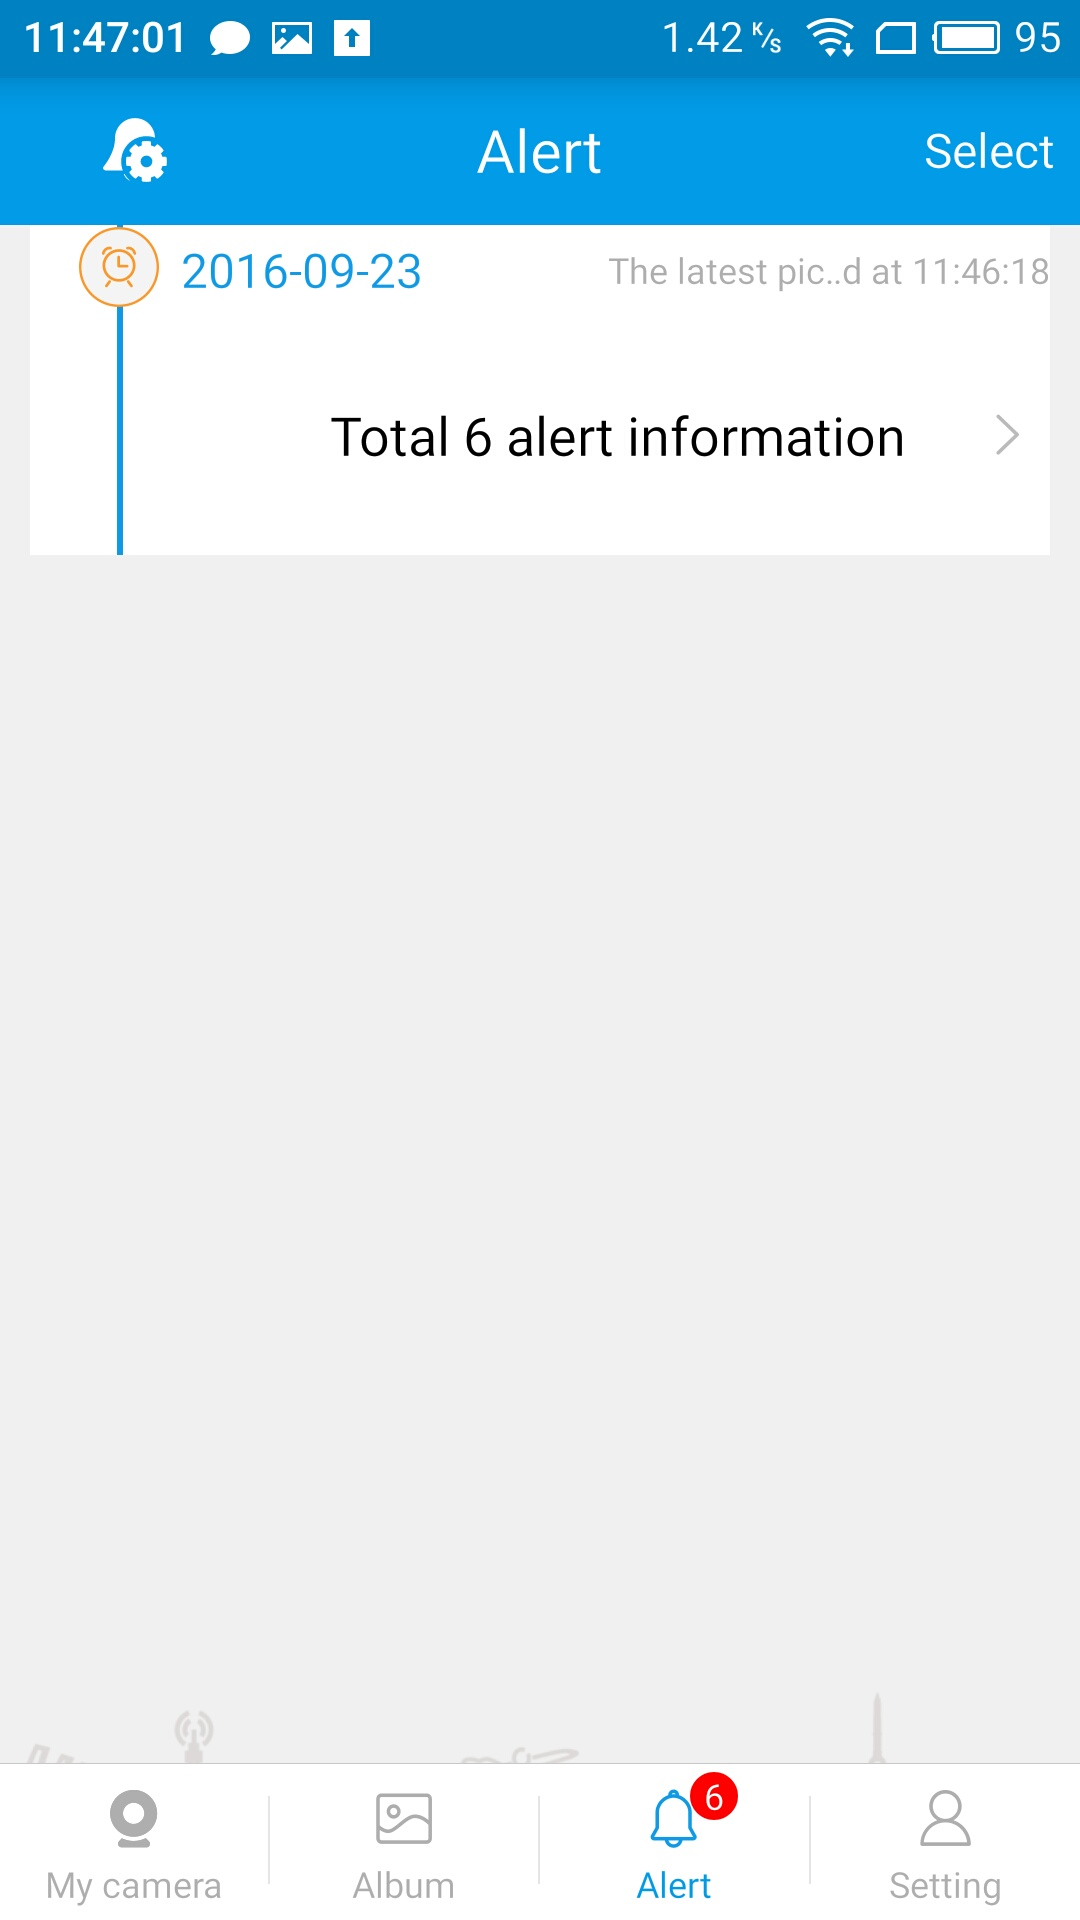 11:47:01 1.42 K/s 95
Alert Select
2016-09-23 The latest pic..d at 11:46:18
Total 6 alert information
6
My camera Album Alert Setting